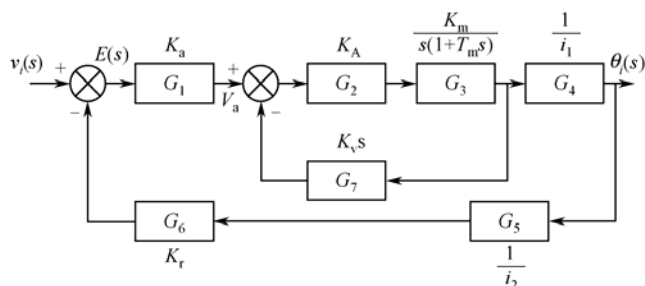 K_a
K_A
K_m
s(1+T_m s)
1
i_1
v_i(s)
+
E(s)
G_1
+
V_a
G_2
G_3
G_4
θ_i(s)
−
−
K_v s
G_7
G_6
K_r
G_5
1
i_2